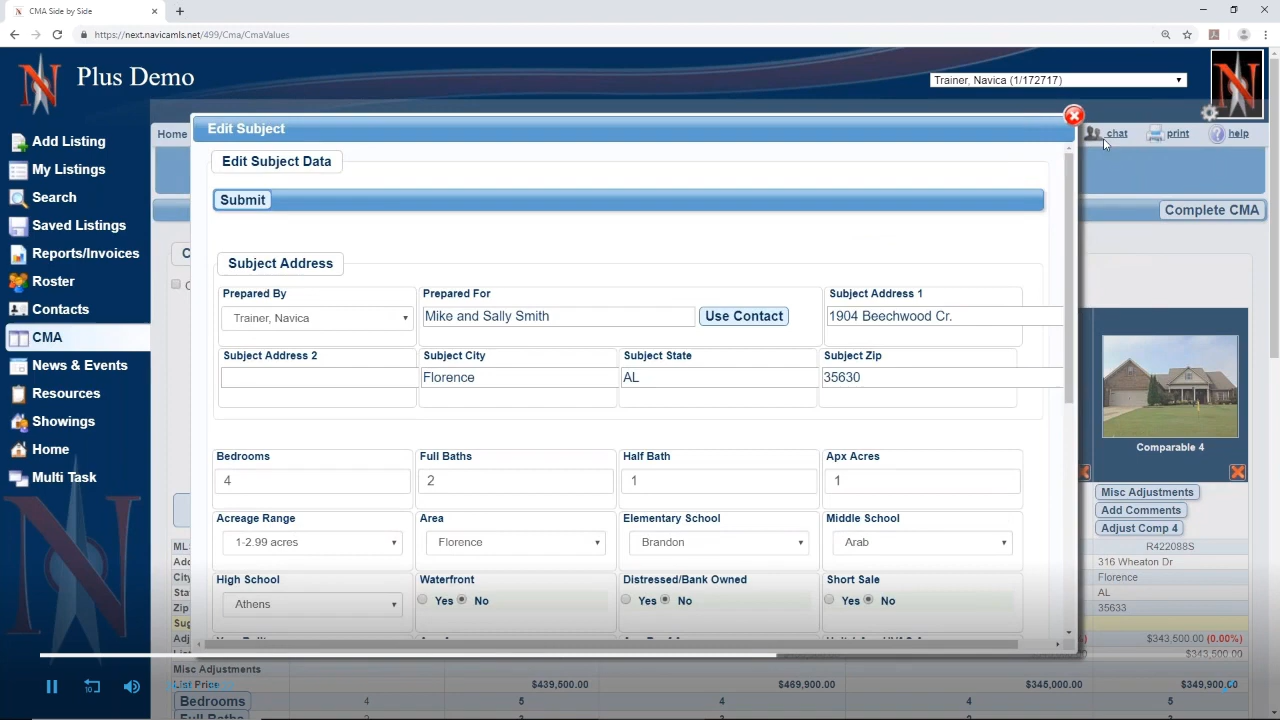 CMA Side by Side
https://next.navicamls.net/499/Cma/CmaValues
Plus Demo
Trainer, Navica (1/172717)
Add Listing
My Listings
Search
Saved Listings
Reports/Invoices
Roster
Contacts
CMA
News & Events
Resources
Showings
Home
Multi Task
Home
chat
print
help
Complete CMA
Edit Subject
Edit Subject Data
Submit
Subject Address
Prepared By
Prepared For
Subject Address 1
Trainer, Navica
Mike and Sally Smith
Use Contact
1904 Beechwood Cr.
Subject Address 2
Subject City
Subject State
Subject Zip
Florence
AL
35630
Bedrooms
Full Baths
Half Bath
Apx Acres
4
2
1
1
Acreage Range
Area
Elementary School
Middle School
1-2.99 acres
Florence
Brandon
Arab
High School
Waterfront
Distressed/Bank Owned
Short Sale
Athens
Yes No
Yes No
Yes No
Comparable 4
Misc Adjustments
Add Comments
Adjust Comp 4
R422088S
316 Wheaton Dr
Florence
AL
35633
$343,500.00 (0.00%)
$343,500.00
Misc Adjustments
List Price
$439,500.00
$469,900.00
$345,000.00
$349,900.00
Bedrooms
4
5
4
4
5
Full Baths
10